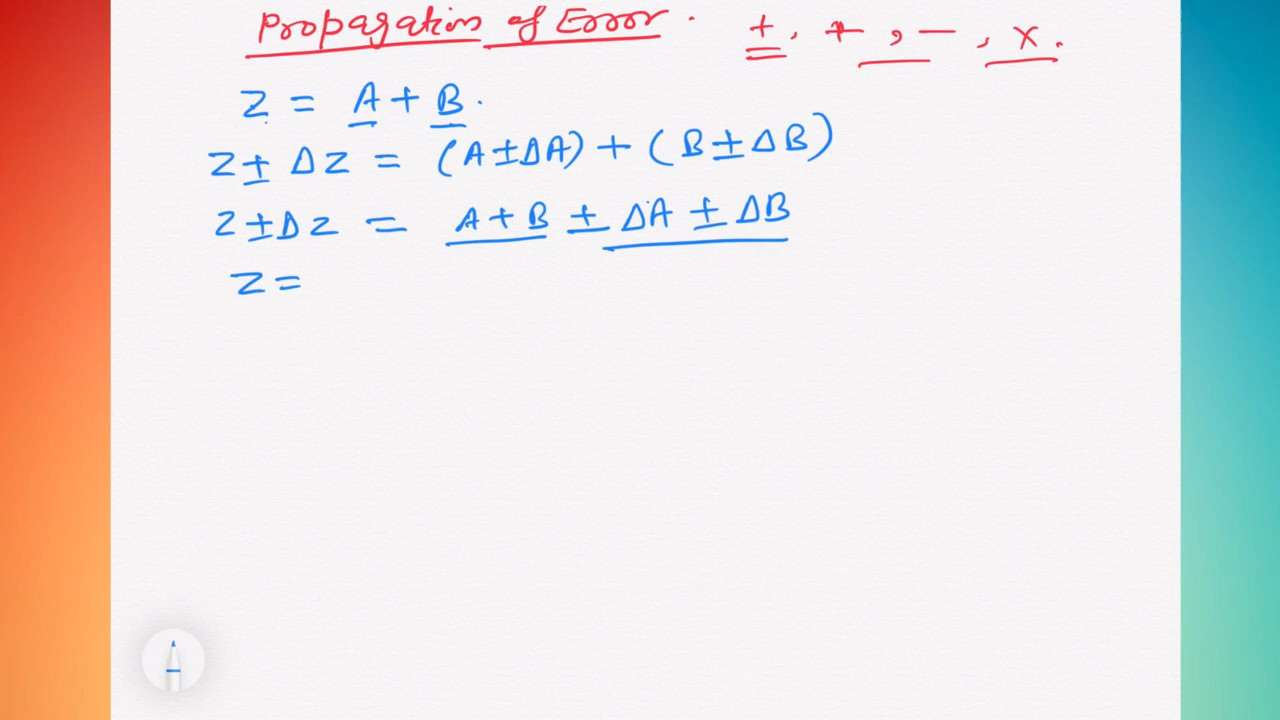 Propagation of Error. +, +, −, ×.
Z = A + B.
Z ± ΔZ = (A ± ΔA) + (B ± ΔB)
Z ± ΔZ = A + B ± ΔA ± ΔB
Z =